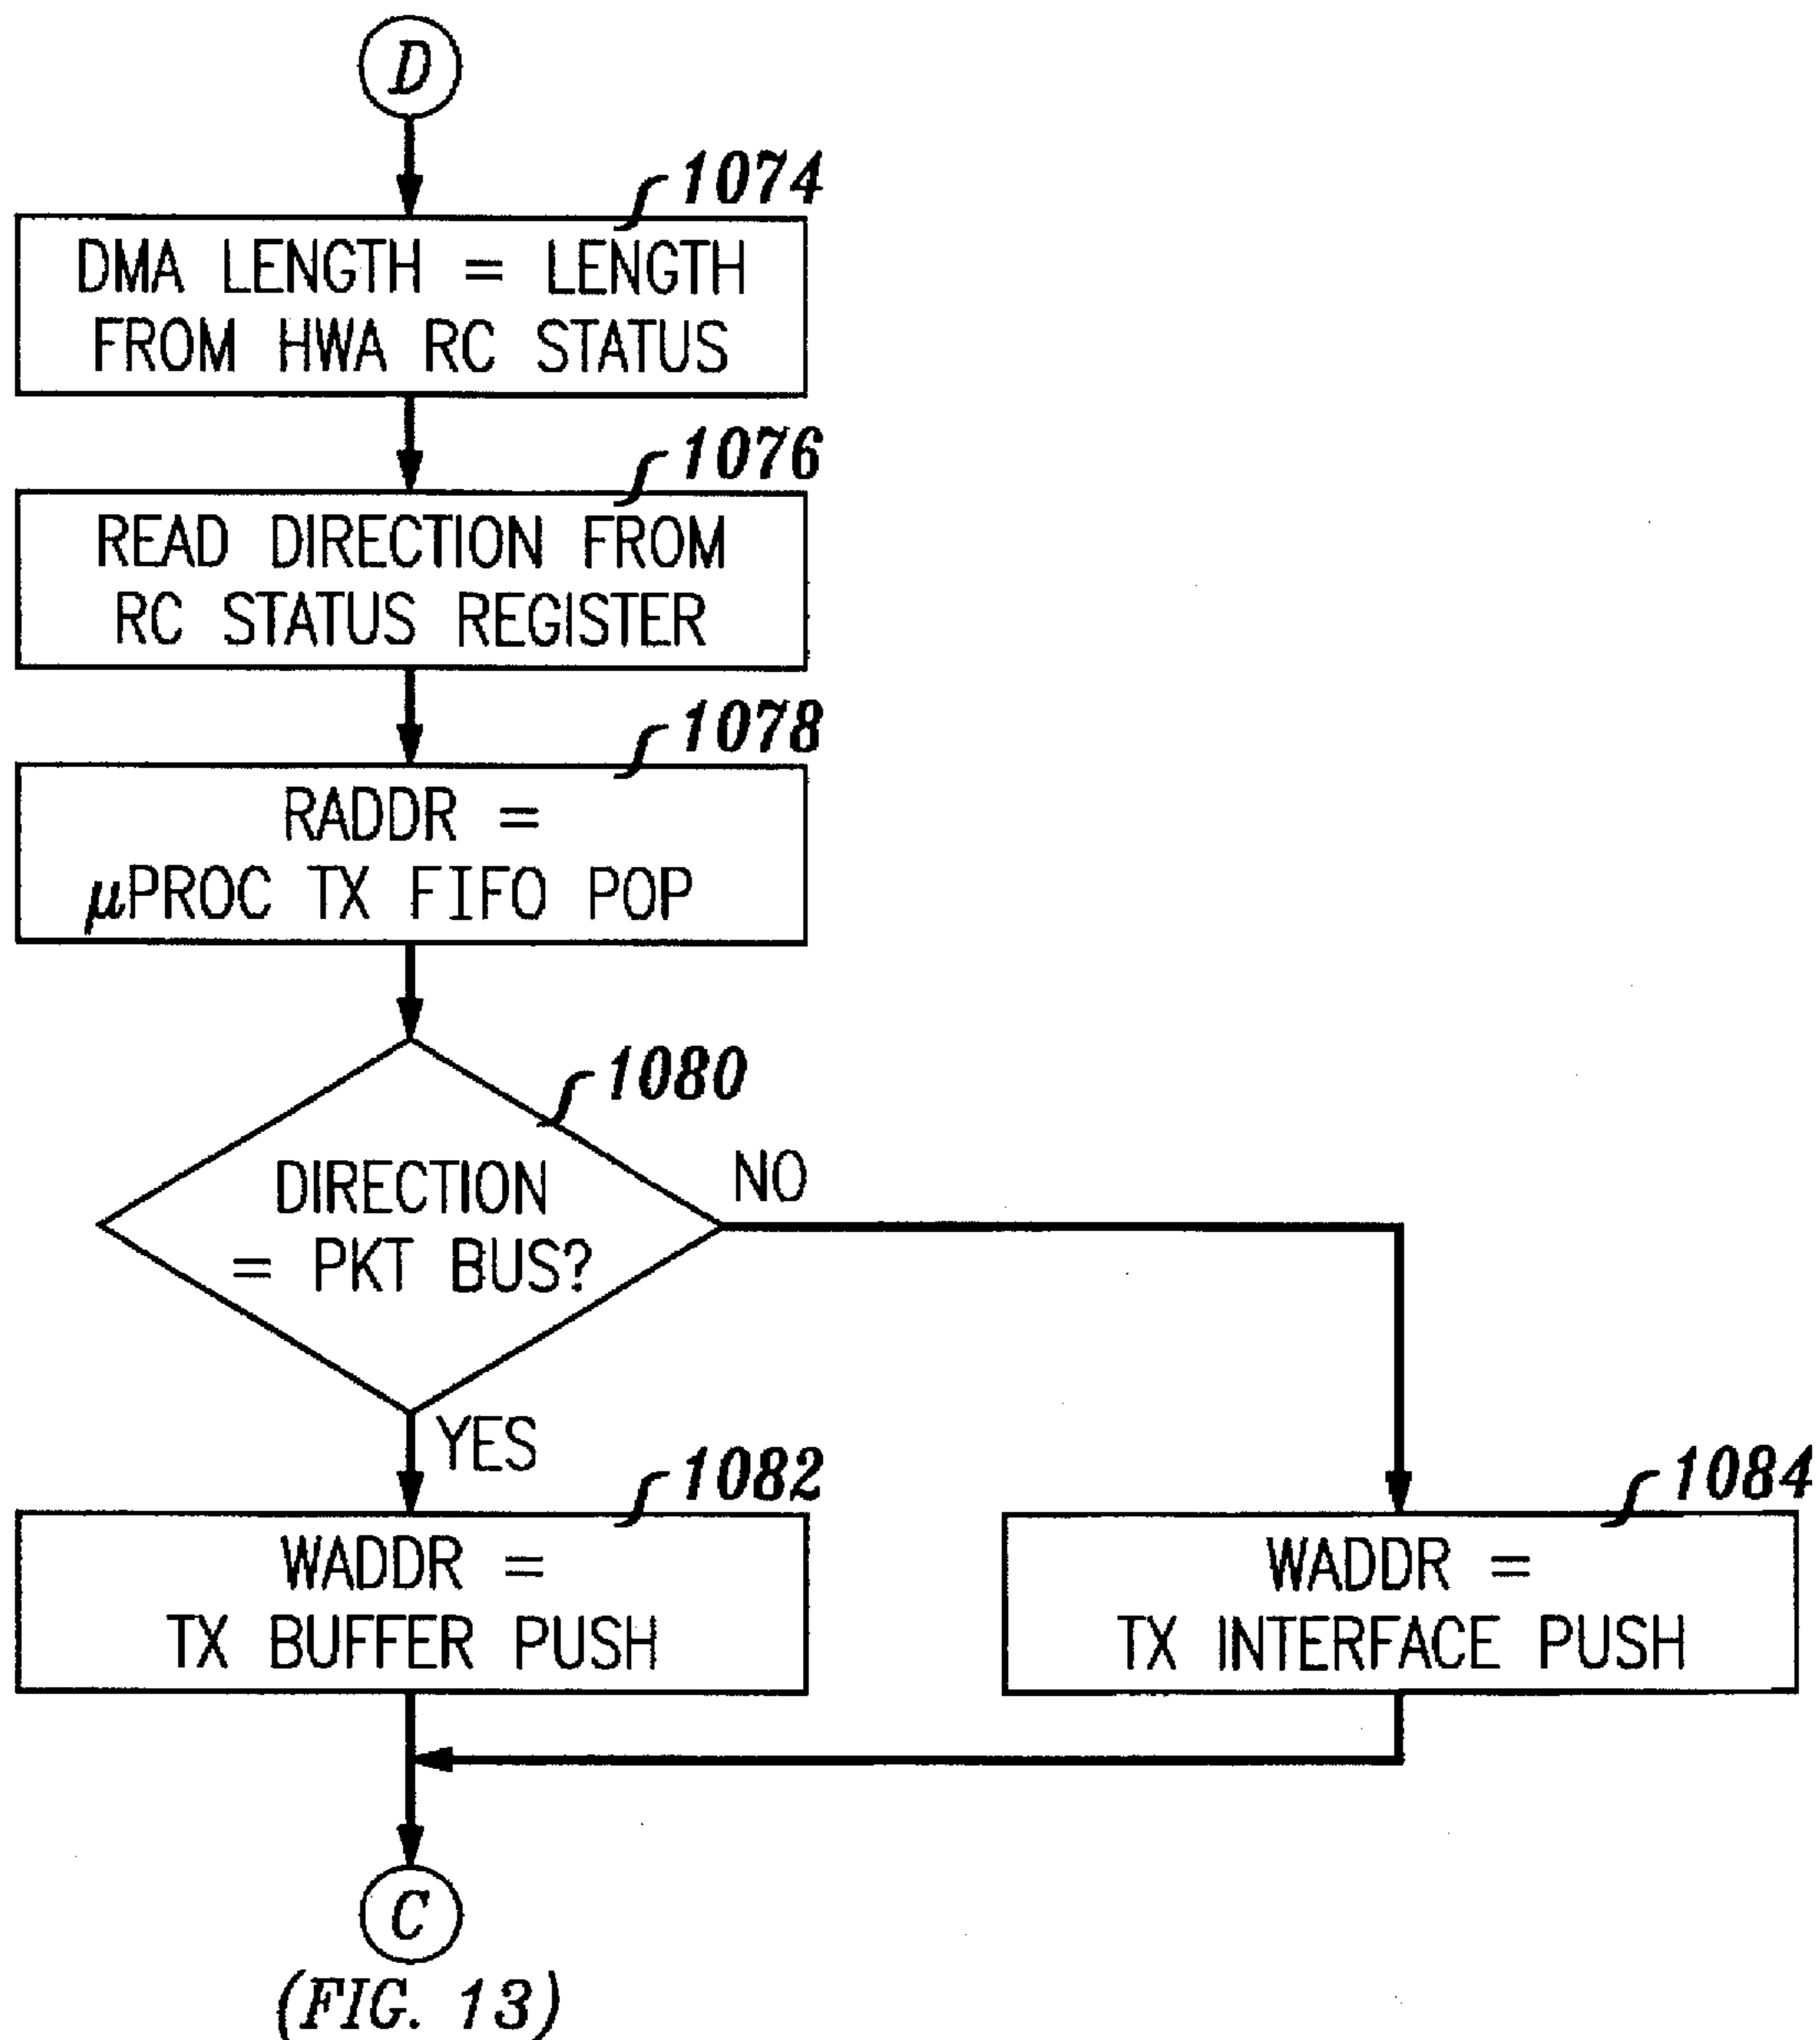 D
1074
DMA LENGTH = LENGTH
FROM HWA RC STATUS
1076
READ DIRECTION FROM
RC STATUS REGISTER
1078
RADDR =
μPROC TX FIFO POP
1080
DIRECTION
= PKT BUS?
NO
YES
1082
WADDR =
TX BUFFER PUSH
1084
WADDR =
TX INTERFACE PUSH
C
(FIG. 13)